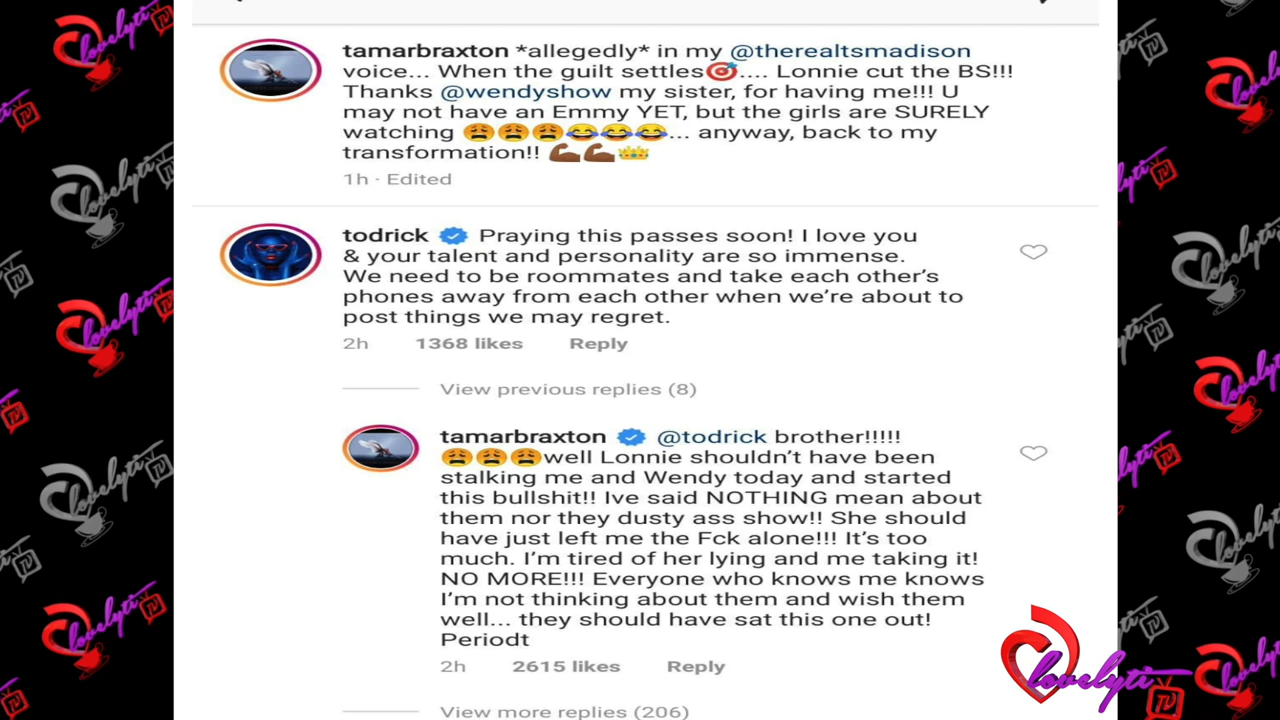 tamarbraxton *allegedly* in my @therealtsmadison
voice... When the guilt settles🎯.... Lonnie cut the BS!!!
Thanks @wendyshow my sister, for having me!!! U
may not have an Emmy YET, but the girls are SURELY
watching 😩😩😩😂😂😂... anyway, back to my
transformation!! 💪🏾💪🏾👑
1h · Edited
todrick Praying this passes soon! I love you
& your talent and personality are so immense.
We need to be roommates and take each other's
phones away from each other when we're about to
post things we may regret.
2h 1368 likes Reply
View previous replies (8)
tamarbraxton @todrick brother!!!!!
😩😩😩well Lonnie shouldn't have been
stalking me and Wendy today and started
this bullshit!! Ive said NOTHING mean about
them nor they dusty ass show!! She should
have just left me the Fck alone!!! It's too
much. I'm tired of her lying and me taking it!
NO MORE!!! Everyone who knows me knows
I'm not thinking about them and wish them
well... they should have sat this one out!
Periodt
2h 2615 likes Reply
View more replies (206)
lovelyti TV